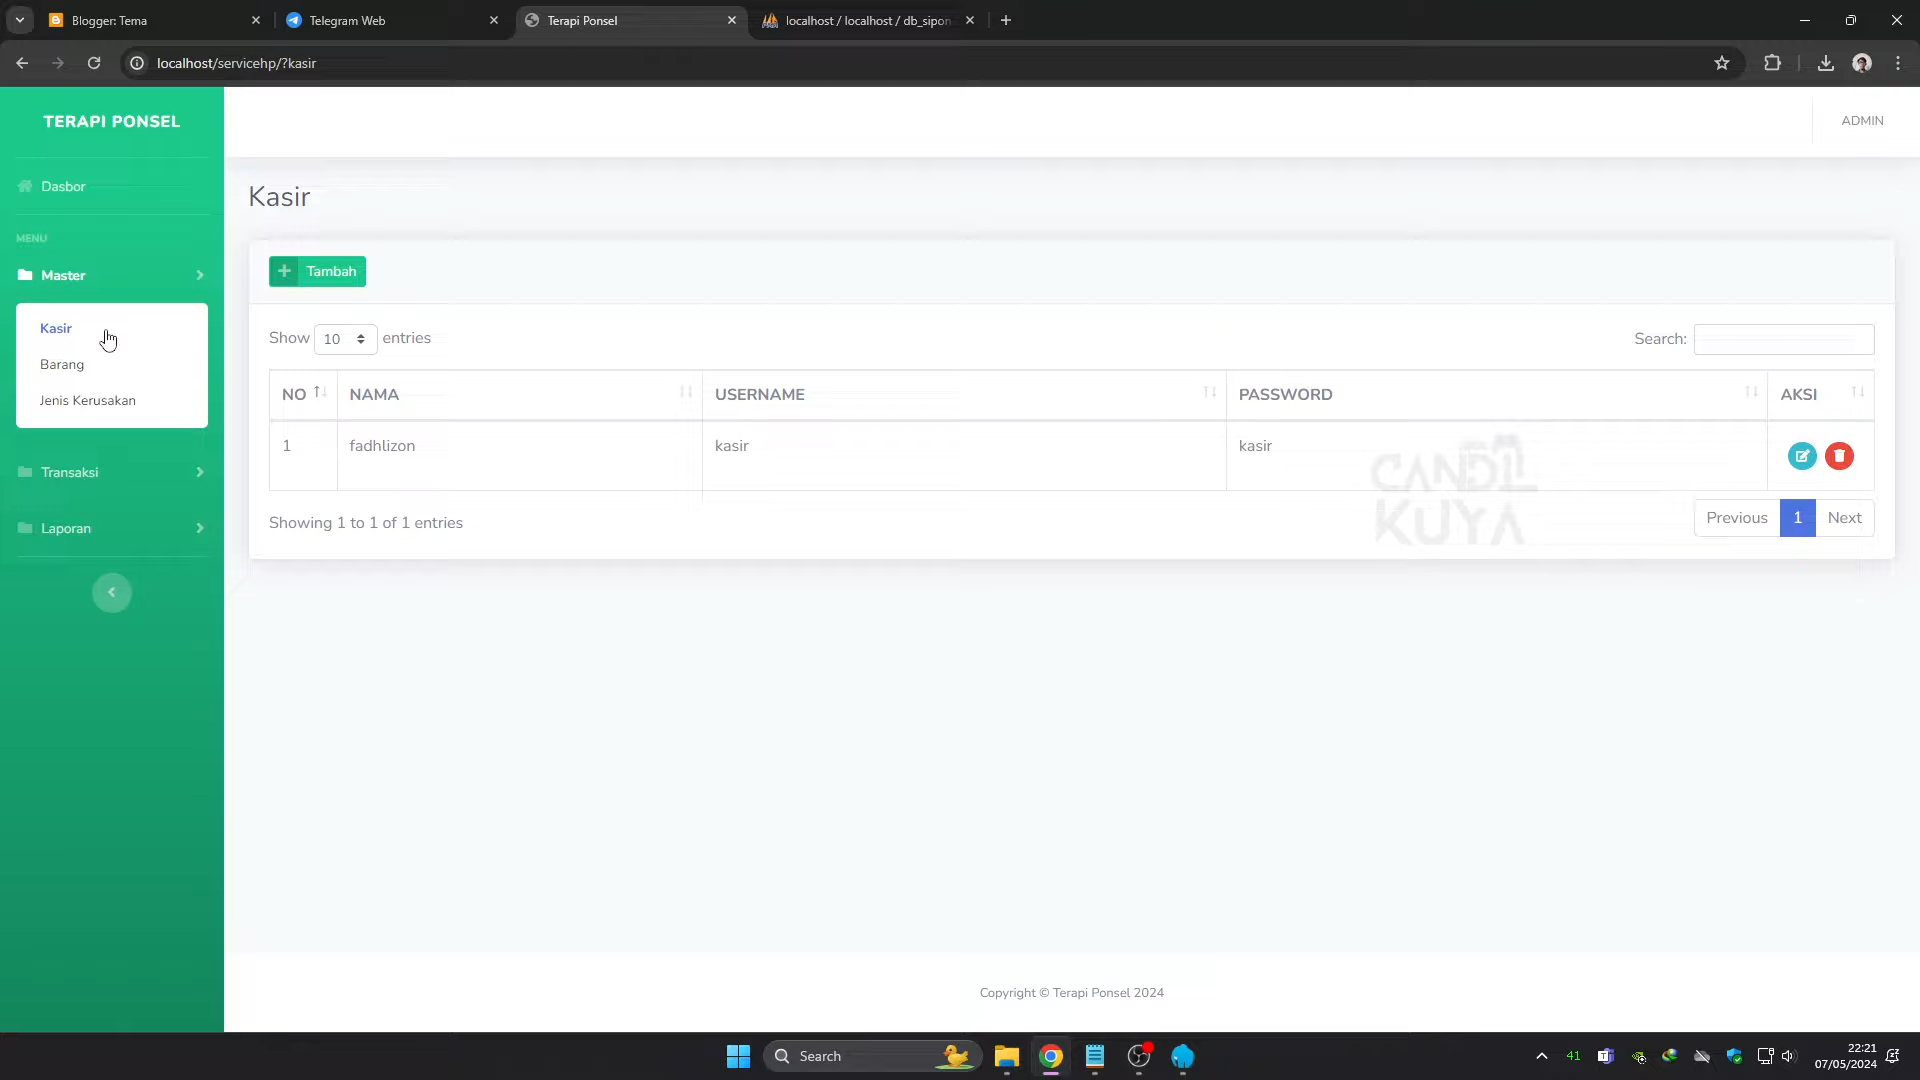 Blogger: Tema
Telegram Web
Terapi Ponsel
localhost / localhost / db_sipon
localhost/servicehp/?kasir
TERAPI PONSEL
ADMIN
Dasbor
MENU
Master
Kasir
Barang
Jenis Kerusakan
Transaksi
Laporan
Kasir
Tambah
Show 10 entries
Search:
NO NAMA USERNAME PASSWORD AKSI
1 fadhlizon kasir kasir
CANDIL
KUYA
Showing 1 to 1 of 1 entries
Previous 1 Next
Copyright © Terapi Ponsel 2024
Search
41
22:21
07/05/2024